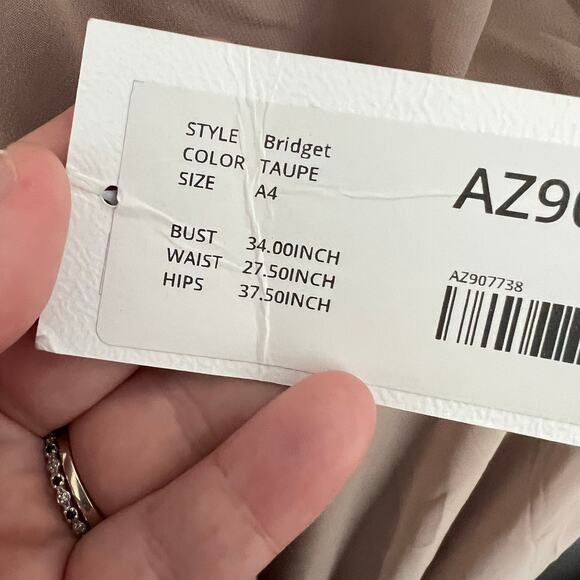 STYLE Bridget
COLOR TAUPE
SIZE A4
BUST 34.00INCH
WAIST 27.50INCH
HIPS 37.50INCH
AZ90
AZ907738